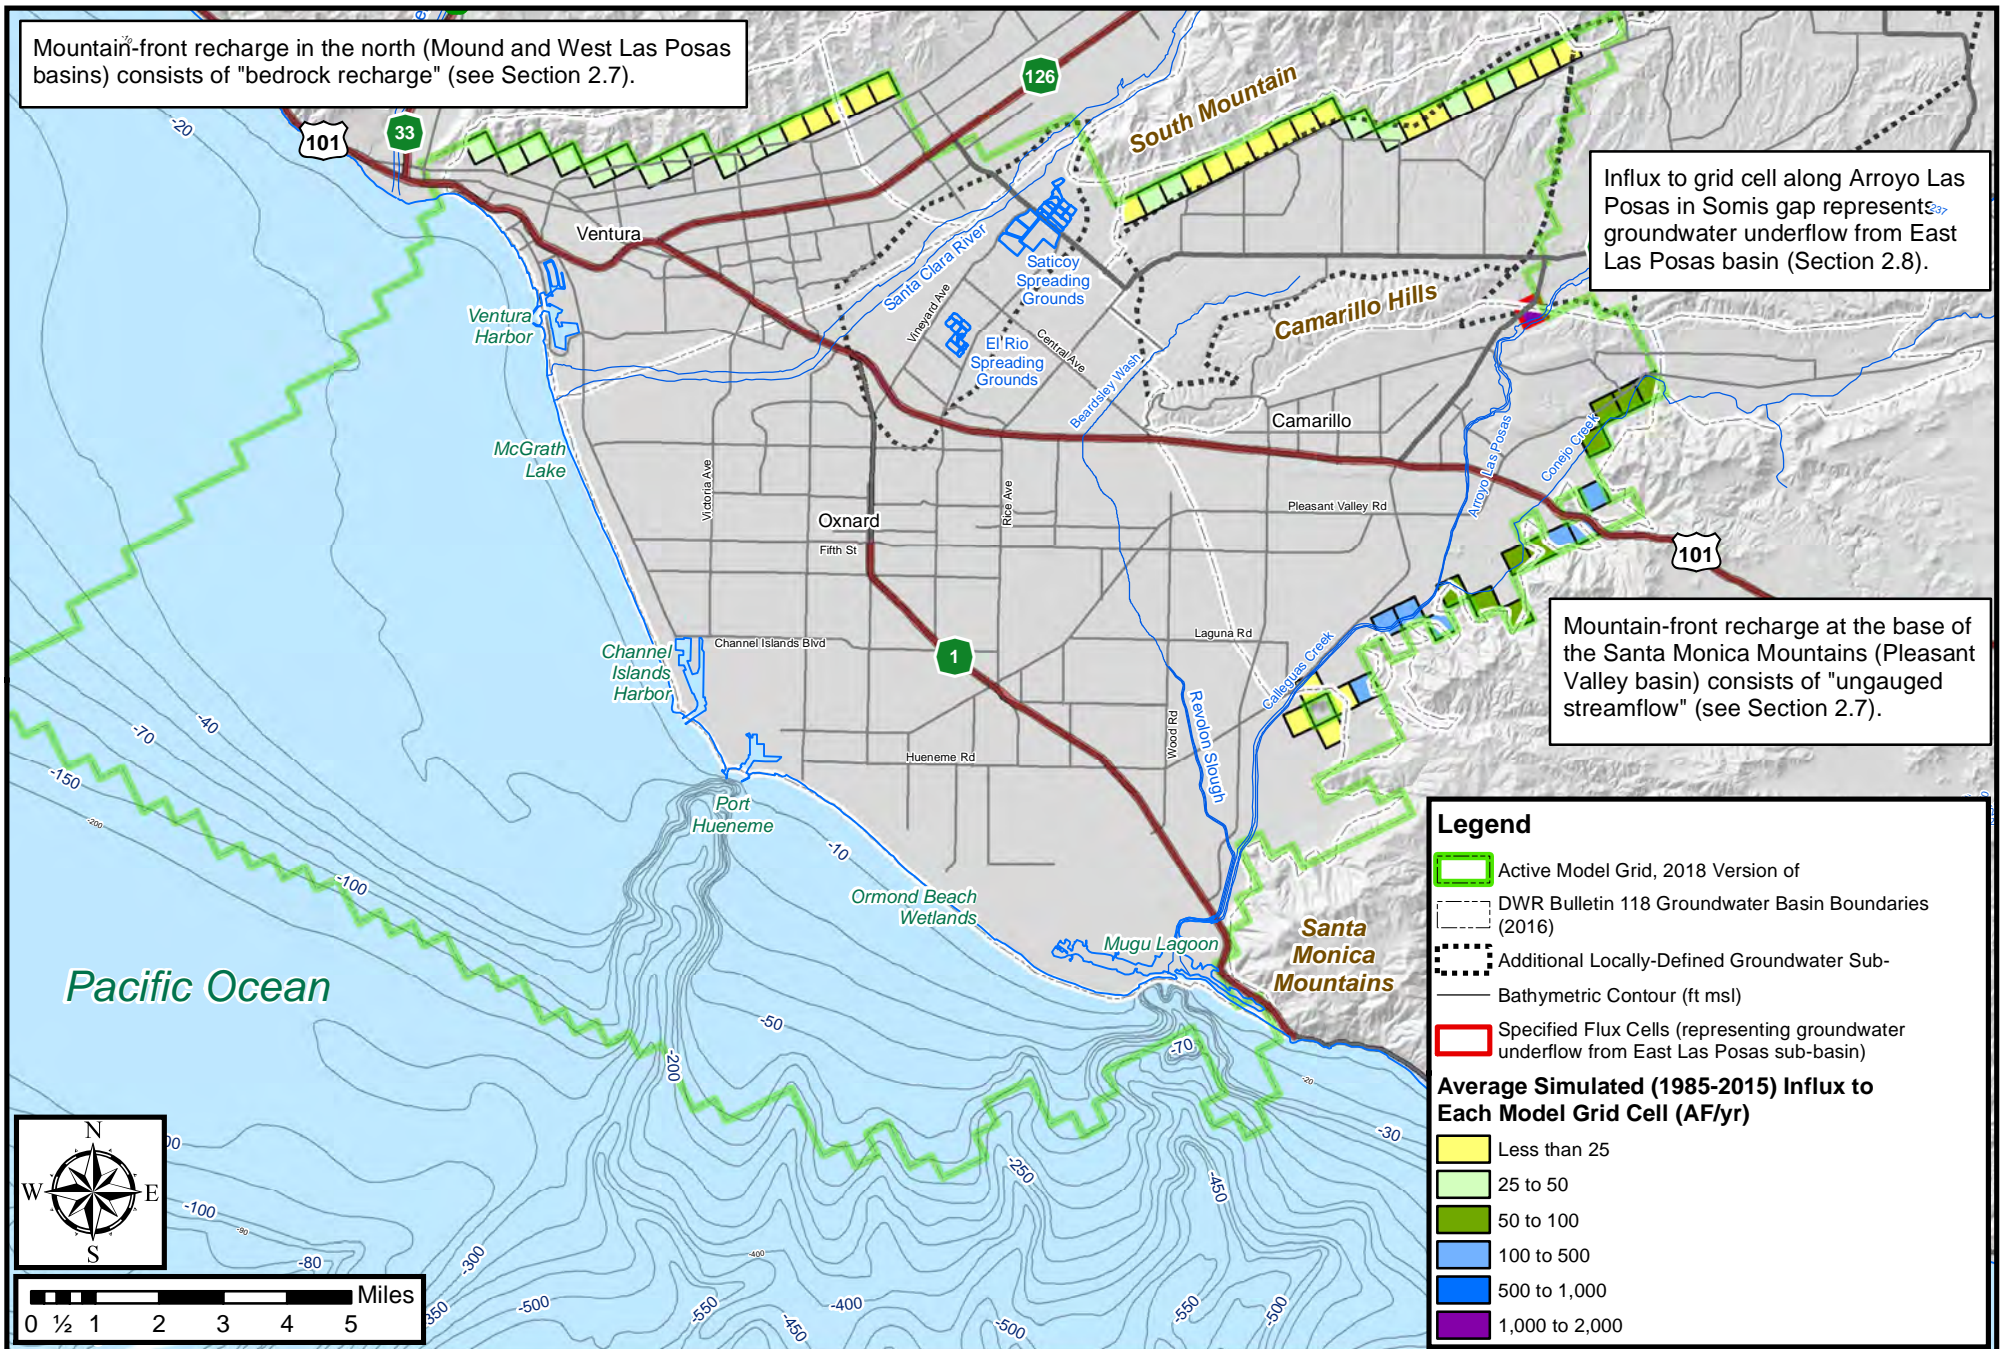 Mountain-front recharge in the north (Mound and West Las Posas
basins) consists of "bedrock recharge" (see Section 2.7).
126
33
101
-20
South Mountain
Influx to grid cell along Arroyo Las
Posas in Somis gap represents
groundwater underflow from East
Las Posas basin (Section 2.8).
237
Ventura
Santa Clara River
Saticoy
Spreading
Grounds
Vineyard Ave
Central Ave
El Rio
Spreading
Grounds
Camarillo Hills
Beardsley Wash
Ventura
Harbor
McGrath
Lake
Camarillo
Arroyo Las Posas
Conejo Creek
Victoria Ave
Rice Ave
Pleasant Valley Rd
Oxnard
Fifth St
101
Mountain-front recharge at the base of
the Santa Monica Mountains (Pleasant
Valley basin) consists of "ungauged
streamflow" (see Section 2.7).
Channel Islands Blvd
Laguna Rd
1
Channel
Islands
Harbor
Calleguas Creek
Revolon Slough
Wood Rd
Hueneme Rd
-40
-70
-150
-200
Port
Hueneme
-10
-100
Ormond Beach
Wetlands
Mugu Lagoon
Santa
Monica
Mountains
Pacific Ocean
-50
-70
-200
-20
-30
-250
-450
-100
-90
-80
-300
-400
-350
-500
-550
-450
-400
-500
-550
-500
N
W
E
S
Miles
0 ½ 1 2 3 4 5
Legend
Active Model Grid, 2018 Version of
DWR Bulletin 118 Groundwater Basin Boundaries
(2016)
Additional Locally-Defined Groundwater Sub-
Bathymetric Contour (ft msl)
Specified Flux Cells (representing groundwater
underflow from East Las Posas sub-basin)
Average Simulated (1985-2015) Influx to
Each Model Grid Cell (AF/yr)
Less than 25
25 to 50
50 to 100
100 to 500
500 to 1,000
1,000 to 2,000